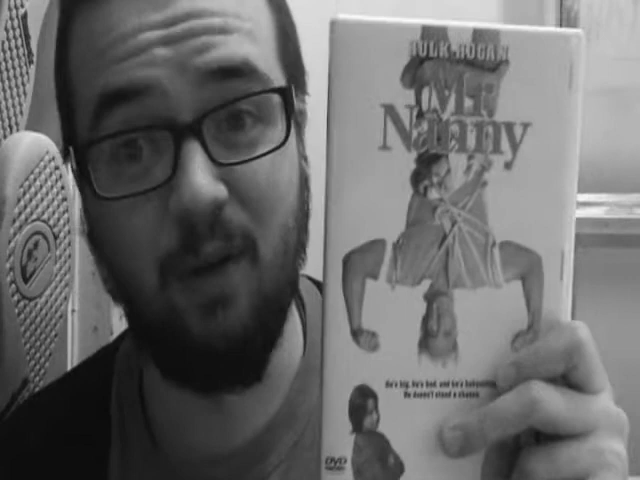 HULK HOGAN
Mr.
Nanny
He's big, he's bad, and he's babysitting.
He doesn't stand a chance.
DVD